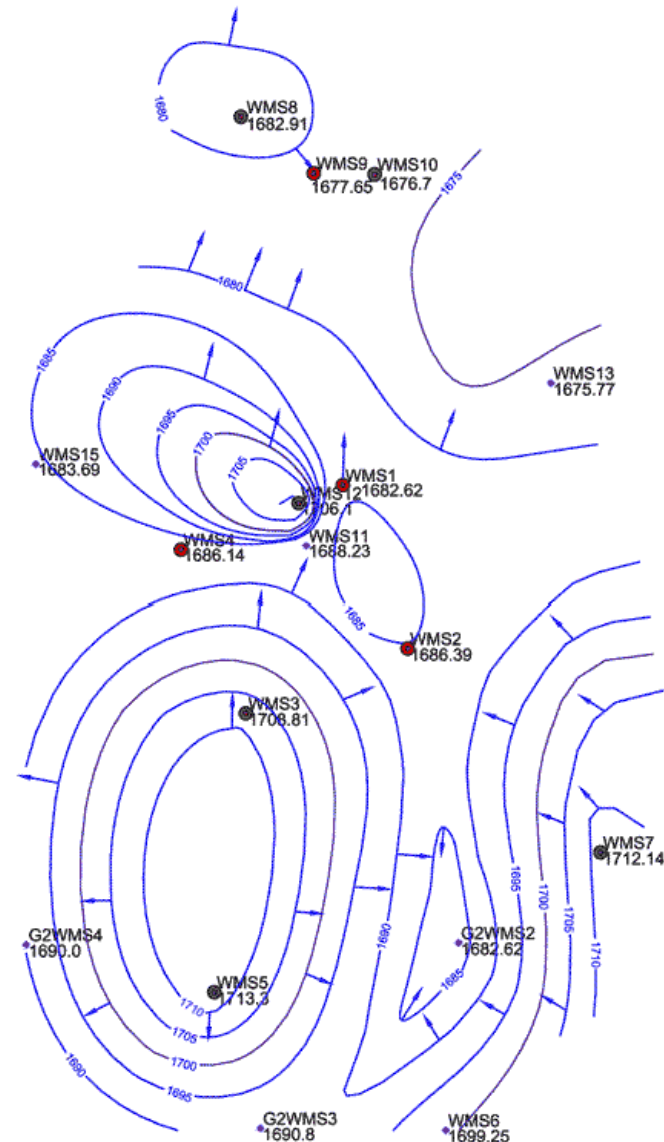 WMS8
1682.91
1680
WMS9
1677.65
WMS10
1676.7
1675
1680
1685
1690
WMS13
1675.77
1695
1700
WMS15
1683.69
1705
WMS1
1682.62
WMS12
1706.1
WMS4
1686.14
WMS11
1688.23
1685
WMS2
1686.39
WMS3
1708.81
WMS7
1712.14
1695
1700
1705
1690
1710
G2WMS4
1690.0
G2WMS2
1682.62
1685
WMS5
1713.3
1710
1705
1700
1690
1695
G2WMS3
1690.8
WMS6
1699.25